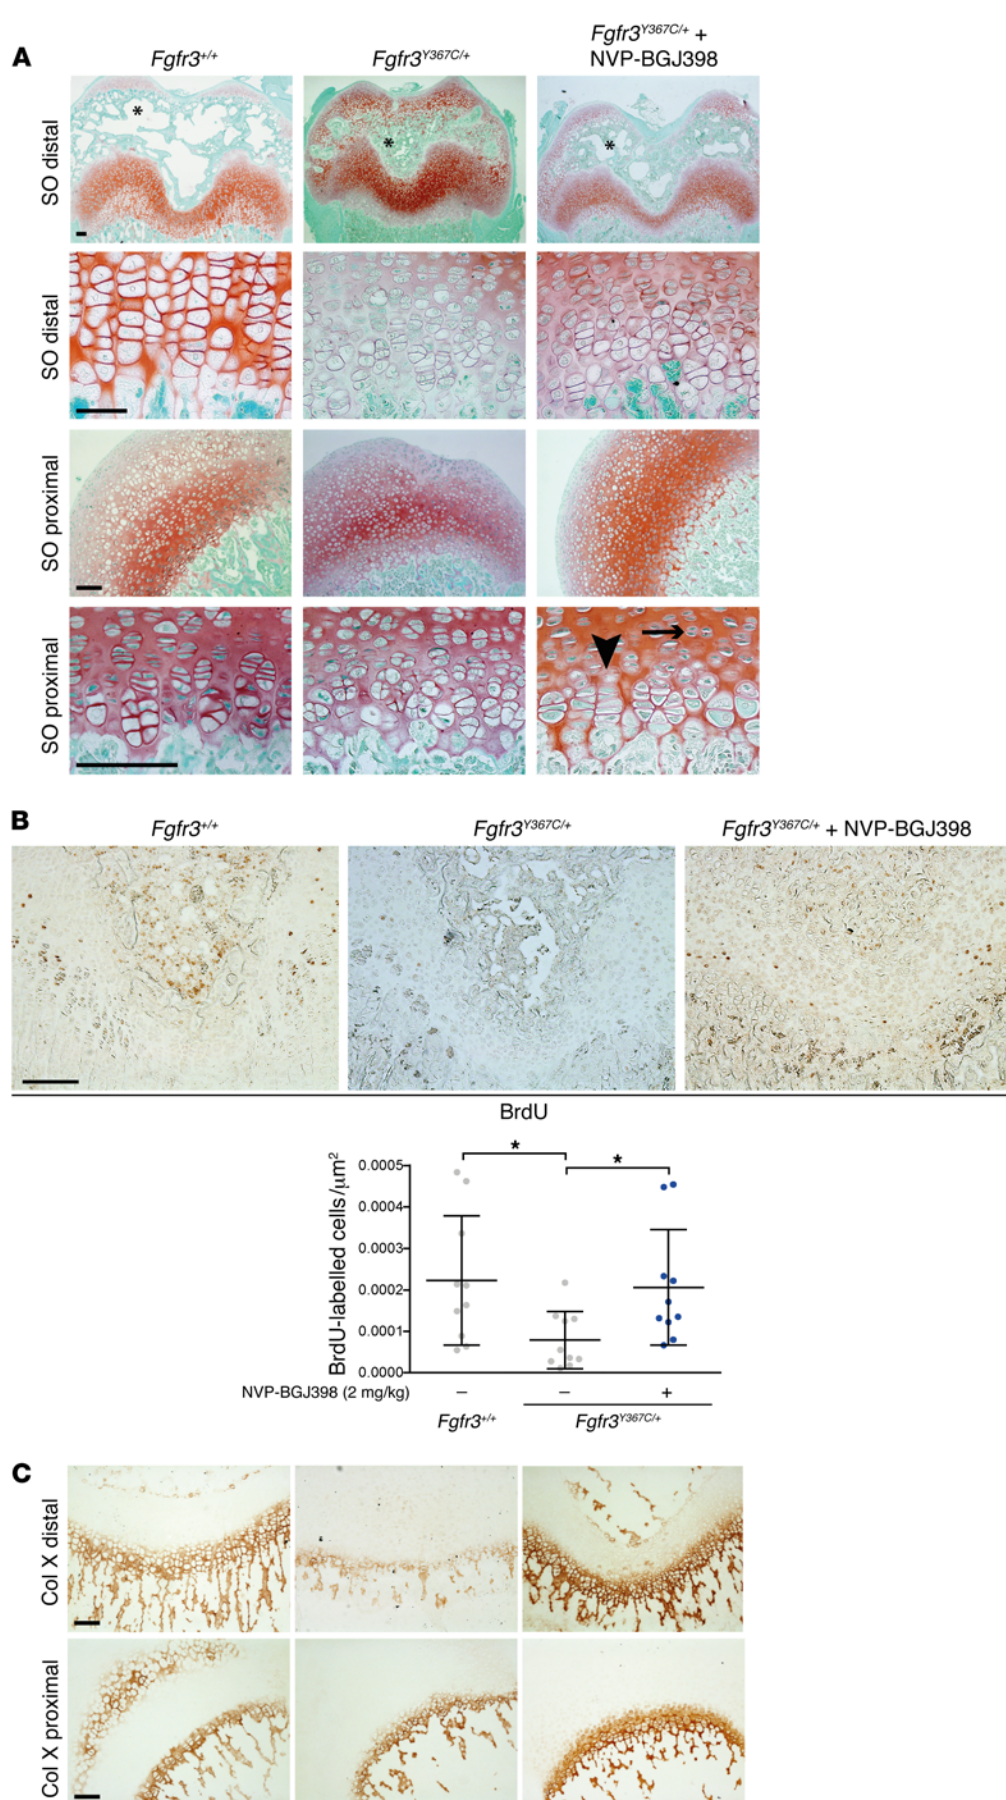 A
Fgfr3+/+
Fgfr3Y367C/+
Fgfr3Y367C/+ +
NVP-BGJ398
SO distal
*
*
*
SO distal
SO proximal
SO proximal
B
Fgfr3+/+
Fgfr3Y367C/+
Fgfr3Y367C/+ + NVP-BGJ398
BrdU
BrdU-labelled cells/μm2
*
*
0.0005
0.0004
0.0003
0.0002
0.0001
0.0000
NVP-BGJ398 (2 mg/kg)
– – +
Fgfr3+/+ Fgfr3Y367C/+
C
Col X distal
Col X proximal